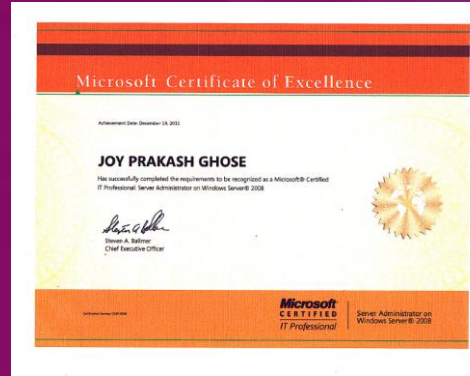 Microsoft Certificate of Excellence
Achievement Date: December 19, 2011
JOY PRAKASH GHOSE
Has successfully completed the requirements to be recognized as a Microsoft® Certified
IT Professional: Server Administrator on Windows Server® 2008
Steven A. Ballmer
Chief Executive Officer
Microsoft
CERTIFIED
IT Professional
Server Administrator on
Windows Server® 2008